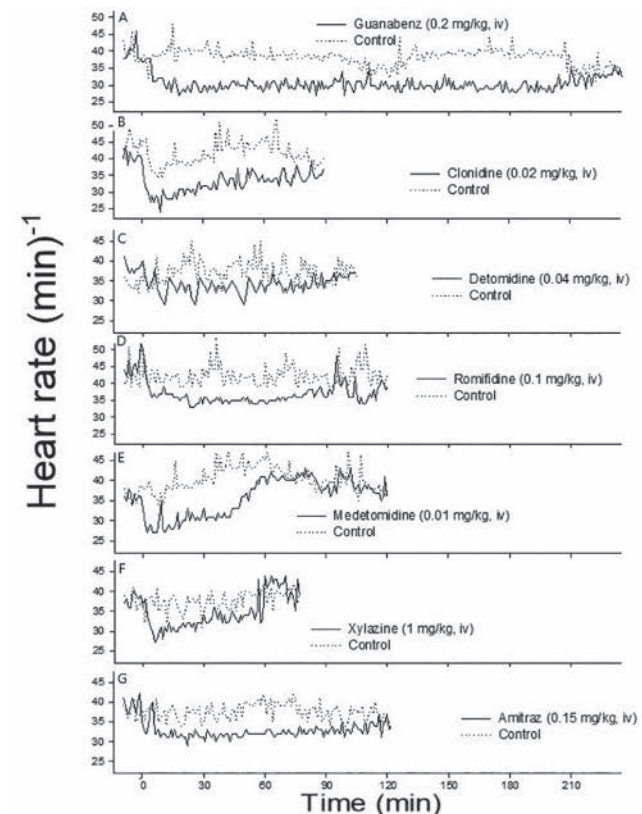 Heart rate (min)⁻¹
A
50
45
40
35
30
25
Guanabenz (0.2 mg/kg, iv)
Control
B
50
45
40
35
30
25
Clonidine (0.02 mg/kg, iv)
Control
C
45
40
35
30
25
Detomidine (0.04 mg/kg, iv)
Control
D
50
45
40
35
30
25
Romifidine (0.1 mg/kg, iv)
Control
E
45
40
35
30
25
Medetomidine (0.01 mg/kg, iv)
Control
F
45
40
35
30
25
Xylazine (1 mg/kg, iv)
Control
G
45
40
35
30
25
Amitraz (0.15 mg/kg, iv)
Control
0 30 60 90 120 150 180 210
Time (min)